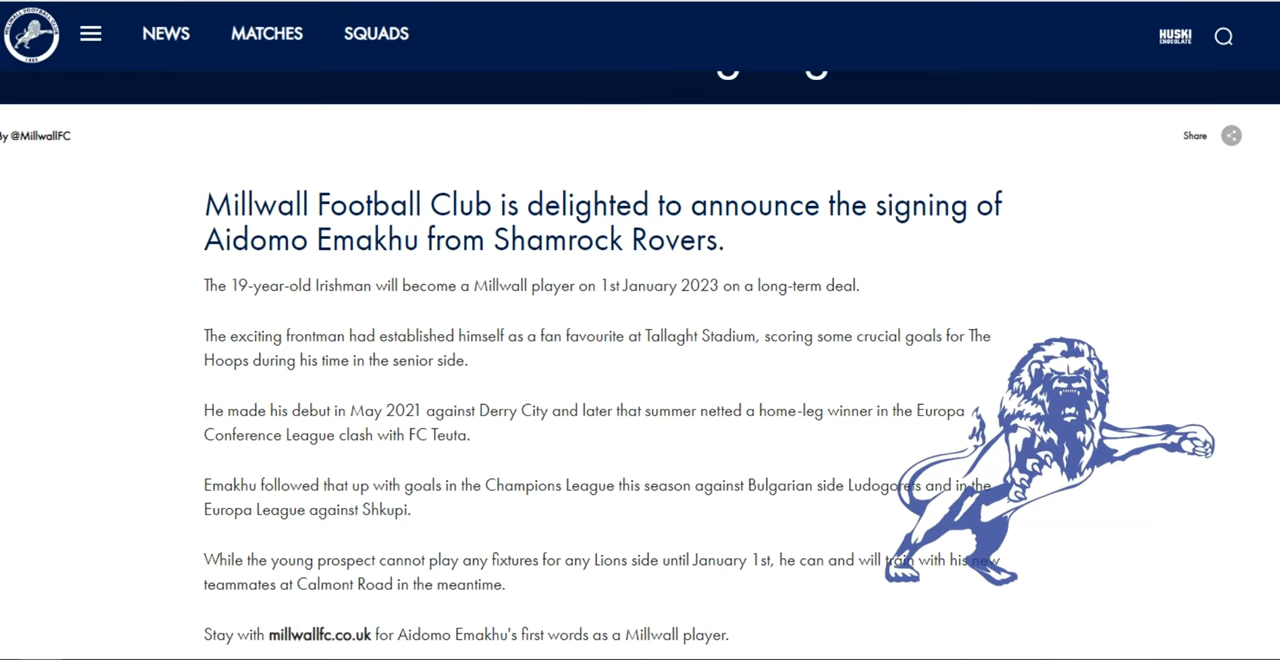 MILLWALL FOOTBALL CLUB
1885
NEWS
MATCHES
SQUADS
HUSKI
CHOCOLATE
By @MillwallFC
Share
Millwall Football Club is delighted to announce the signing of
Aidomo Emakhu from Shamrock Rovers.
The 19-year-old Irishman will become a Millwall player on 1st January 2023 on a long-term deal.
The exciting frontman had established himself as a fan favourite at Tallaght Stadium, scoring some crucial goals for The
Hoops during his time in the senior side.
He made his debut in May 2021 against Derry City and later that summer netted a home-leg winner in the Europa
Conference League clash with FC Teuta.
Emakhu followed that up with goals in the Champions League this season against Bulgarian side Ludogorets and in the
Europa League against Shkupi.
While the young prospect cannot play any fixtures for any Lions side until January 1st, he can and will train with his new
teammates at Calmont Road in the meantime.
Stay with millwallfc.co.uk for Aidomo Emakhu's first words as a Millwall player.